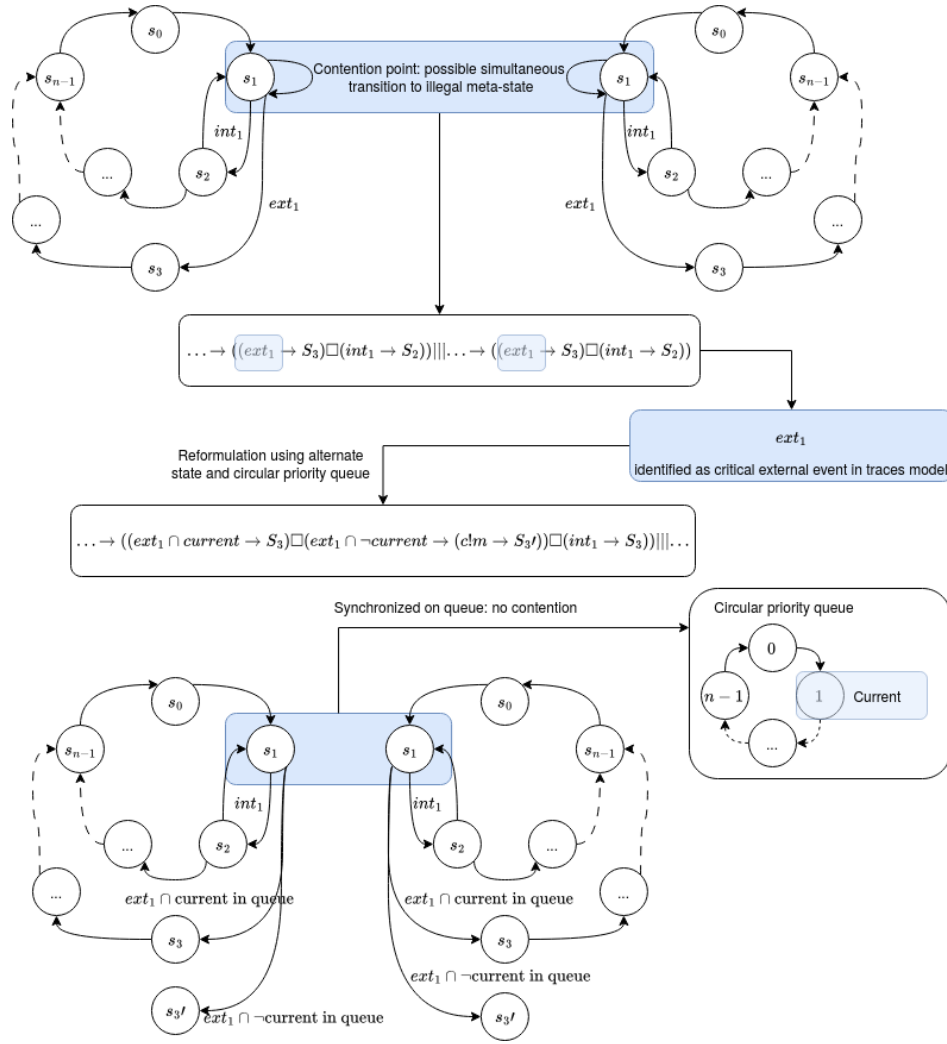 s₀
s₀
sₙ₋₁
s₁
Contention point: possible simultaneous
transition to illegal meta-state
s₁
sₙ₋₁
int₁
int₁
...
s₂
s₂
...
ext₁
ext₁
...
...
s₃
s₃
... → ((ext₁ → S₃)□(int₁ → S₂))|||... → ((ext₁ → S₃)□(int₁ → S₂))
ext₁
identified as critical external event in traces model
Reformulation using alternate
state and circular priority queue
... → ((ext₁ ∩ current → S₃)□(ext₁ ∩ ¬current → (c!m → S₃′))□(int₁ → S₃))|||...
Synchronized on queue: no contention
Circular priority queue
0
n − 1
1
Current
...
s₀
s₀
sₙ₋₁
s₁
s₁
sₙ₋₁
int₁
int₁
...
s₂
s₂
...
...
ext₁ ∩ current in queue
ext₁ ∩ current in queue
...
s₃
s₃
ext₁ ∩ ¬current in queue
s₃′
ext₁ ∩ ¬current in queue
s₃′